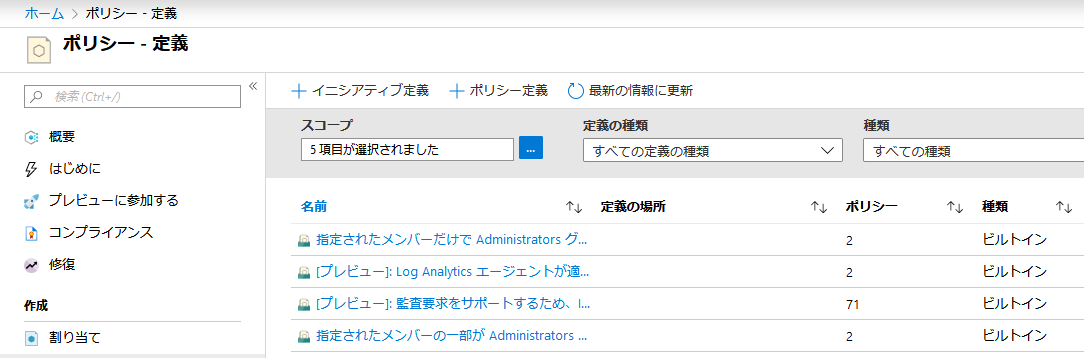 ホーム > ポリシー - 定義
ポリシー - 定義
検索 (Ctrl+/)
«
概要
はじめに
プレビューに参加する
コンプライアンス
修復
作成
割り当て
+ イニシアティブ定義 + ポリシー定義 最新の情報に更新
スコープ 定義の種類 種類
5 項目が選択されました ... すべての定義の種類 すべての種類
名前 ↑↓ 定義の場所 ↑↓ ポリシー ↑↓ 種類 ↑↓
指定されたメンバーだけで Administrators グ... 2 ビルトイン
[プレビュー]: Log Analytics エージェントが適... 2 ビルトイン
[プレビュー]: 監査要求をサポートするため、I... 71 ビルトイン
指定されたメンバーの一部が Administrators ... 2 ビルトイン